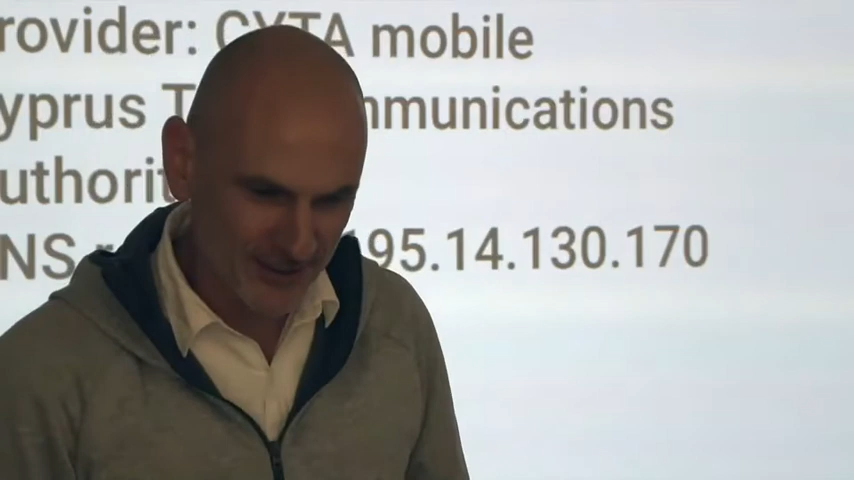 rovider: CYTA mobile
yprus T mmunications
uthorit
NS 195.14.130.170